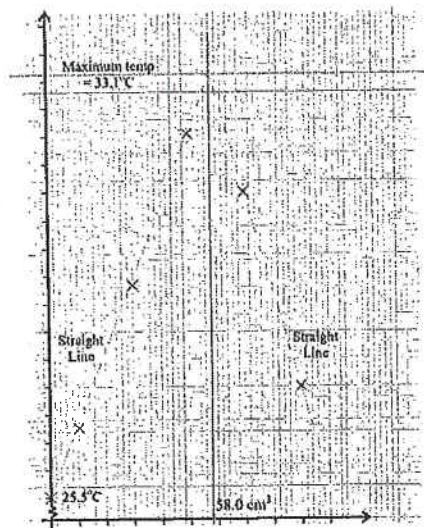 Maximum temp
= 33.1°C
Straight
Line
Straight
Line
25.5°C
58.0 cm³